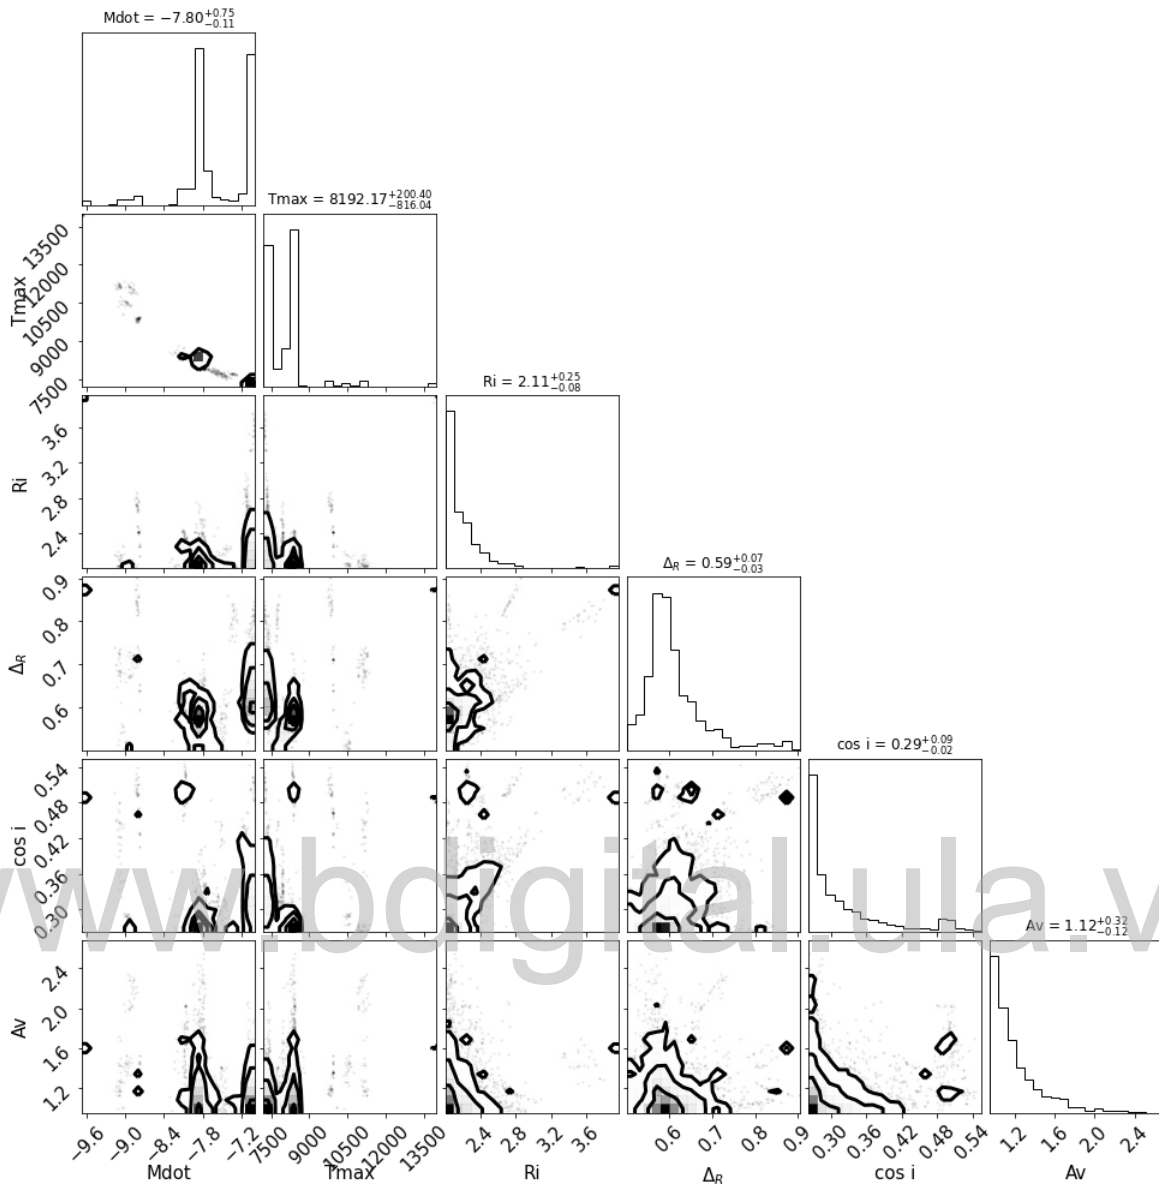 Mdot = −7.80+0.75 −0.11
Tmax = 8192.17+200.40 −816.04
13500
12000
10500
9000
7500
Tmax
Ri = 2.11+0.25 −0.08
3.6
3.2
2.8
2.4
Ri
ΔR = 0.59+0.07 −0.03
0.9
0.8
0.7
0.6
ΔR
cos i = 0.29+0.09 −0.02
0.54
0.48
0.42
0.36
0.30
cos i
www.bdigital.ula.v
Av = 1.12+0.32 −0.12
2.4
2.0
1.6
1.2
Av
−9.6 −9.0 −8.4 −7.8 −7.2 7500 9000 10500 12000 13500 2.4 2.8 3.2 3.6 0.6 0.7 0.8 0.9 0.30 0.36 0.42 0.48 0.54 1.2 1.6 2.0 2.4
Mdot Tmax Ri ΔR cos i Av